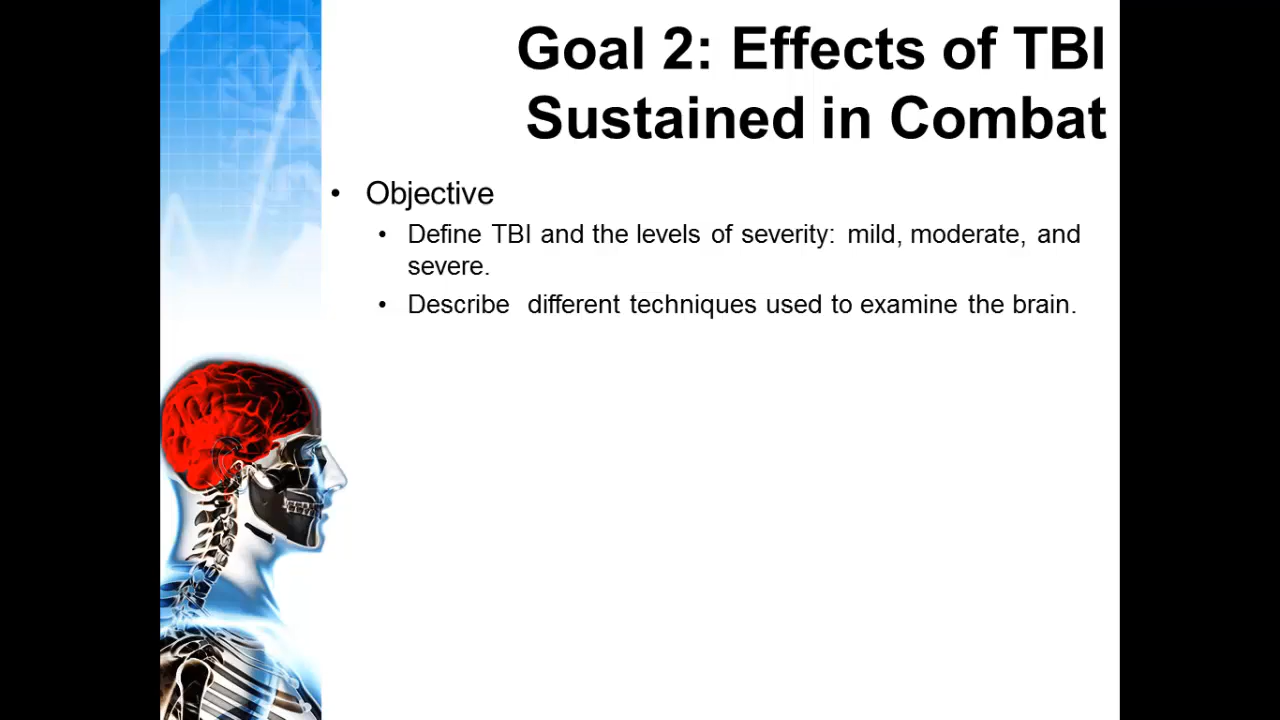 Goal 2: Effects of TBI
Sustained in Combat
• Objective
• Define TBI and the levels of severity: mild, moderate, and
severe.
• Describe different techniques used to examine the brain.